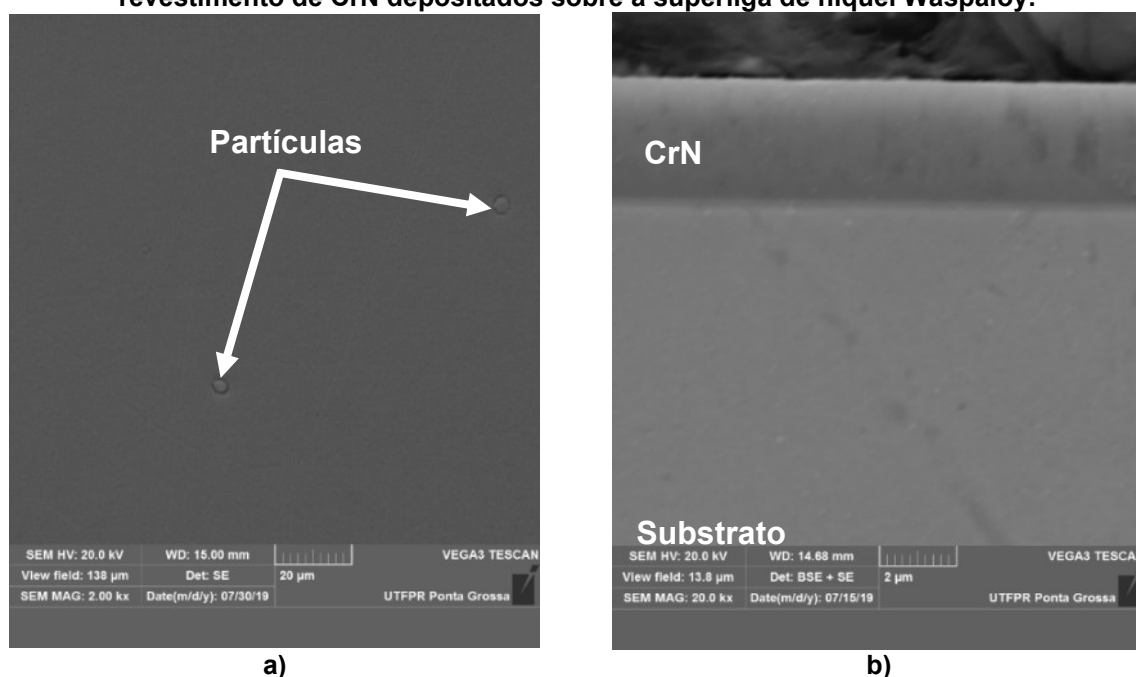 revestimento de CrN depositados sobre a superliga de níquel Waspaloy.
Partículas
SEM HV: 20.0 kV WD: 15.00 mm VEGA3 TESCAN
View field: 138 µm Det: SE 20 µm
SEM MAG: 2.00 kx Date(m/d/y): 07/30/19 UTFPR Ponta Grossa
a)
CrN
Substrato
SEM HV: 20.0 kV WD: 14.68 mm VEGA3 TESCA
View field: 13.8 µm Det: BSE + SE 2 µm
SEM MAG: 20.0 kx Date(m/d/y): 07/15/19 UTFPR Ponta Grossa
b)